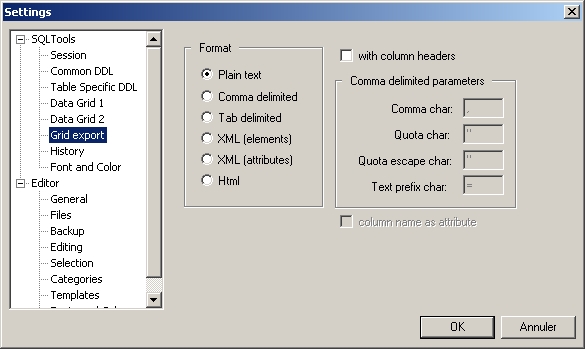 Settings
SQLTools
Session
Common DDL
Table Specific DDL
Data Grid 1
Data Grid 2
Grid export
History
Font and Color
Editor
General
Files
Backup
Editing
Selection
Categories
Templates
Format
Plain text
Comma delimited
Tab delimited
XML (elements)
XML (attributes)
Html
with column headers
Comma delimited parameters
Comma char: ,
Quota char: "
Quota escape char: "
Text prefix char: =
column name as attribute
OK
Annuler